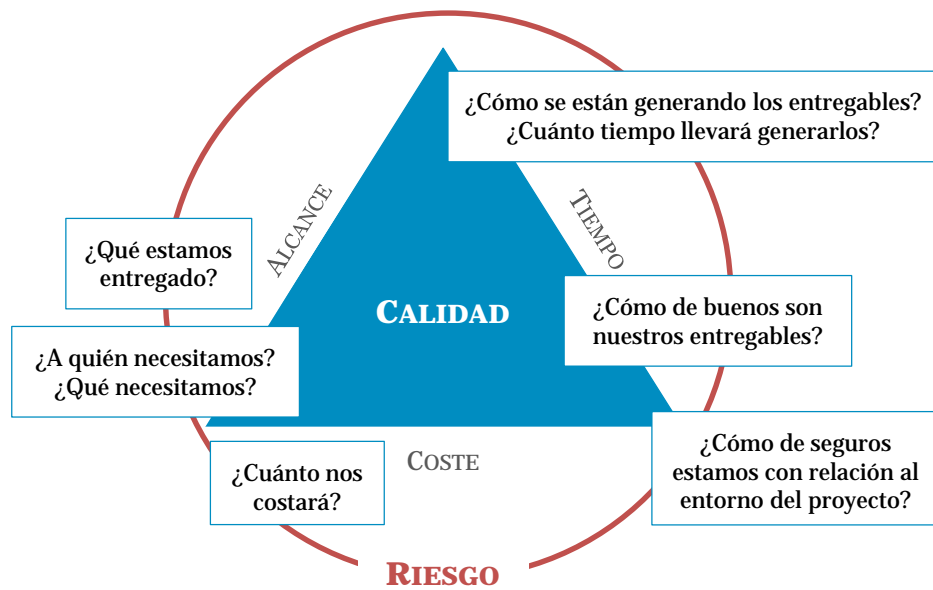 ¿Cómo se están generando los entregables?
¿Cuánto tiempo llevará generarlos?
ALCANCE
TIEMPO
¿Qué estamos
entregado?
CALIDAD
¿Cómo de buenos son
nuestros entregables?
¿A quién necesitamos?
¿Qué necesitamos?
COSTE
¿Cuánto nos
costará?
¿Cómo de seguros
estamos con relación al
entorno del proyecto?
RIESGO